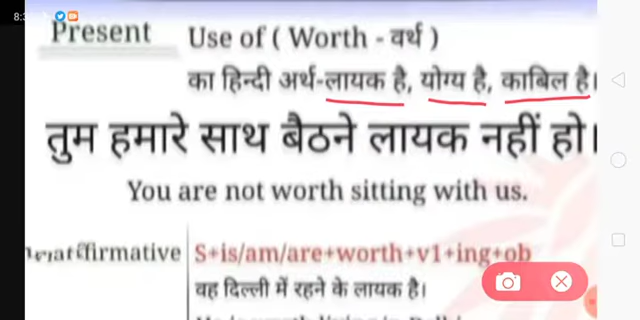 Present
Use of ( Worth - वर्थ )
का हिन्दी अर्थ-लायक है, योग्य है, काबिल है।
तुम हमारे साथ बैठने लायक नहीं हो।
You are not worth sitting with us.
S+is/am/are+worth+v1+ing+ob
वह दिल्ली में रहने के लायक है।